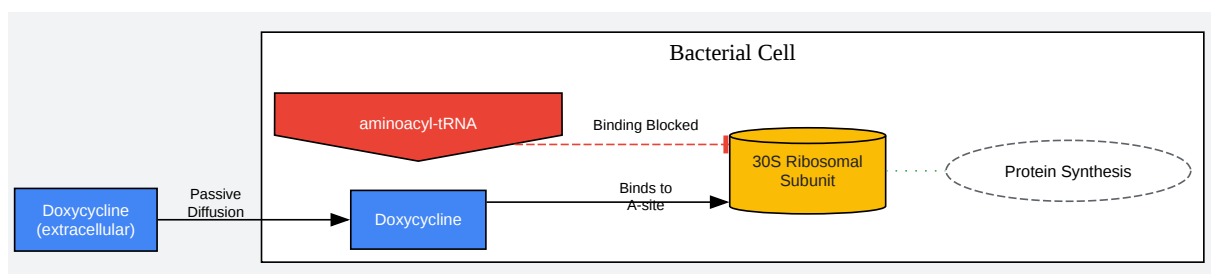 Bacterial Cell
aminoacyl-tRNA
Binding Blocked
30S Ribosomal
Subunit
Protein Synthesis
Doxycycline
(extracellular)
Passive
Diffusion
Doxycycline
Binds to
A-site